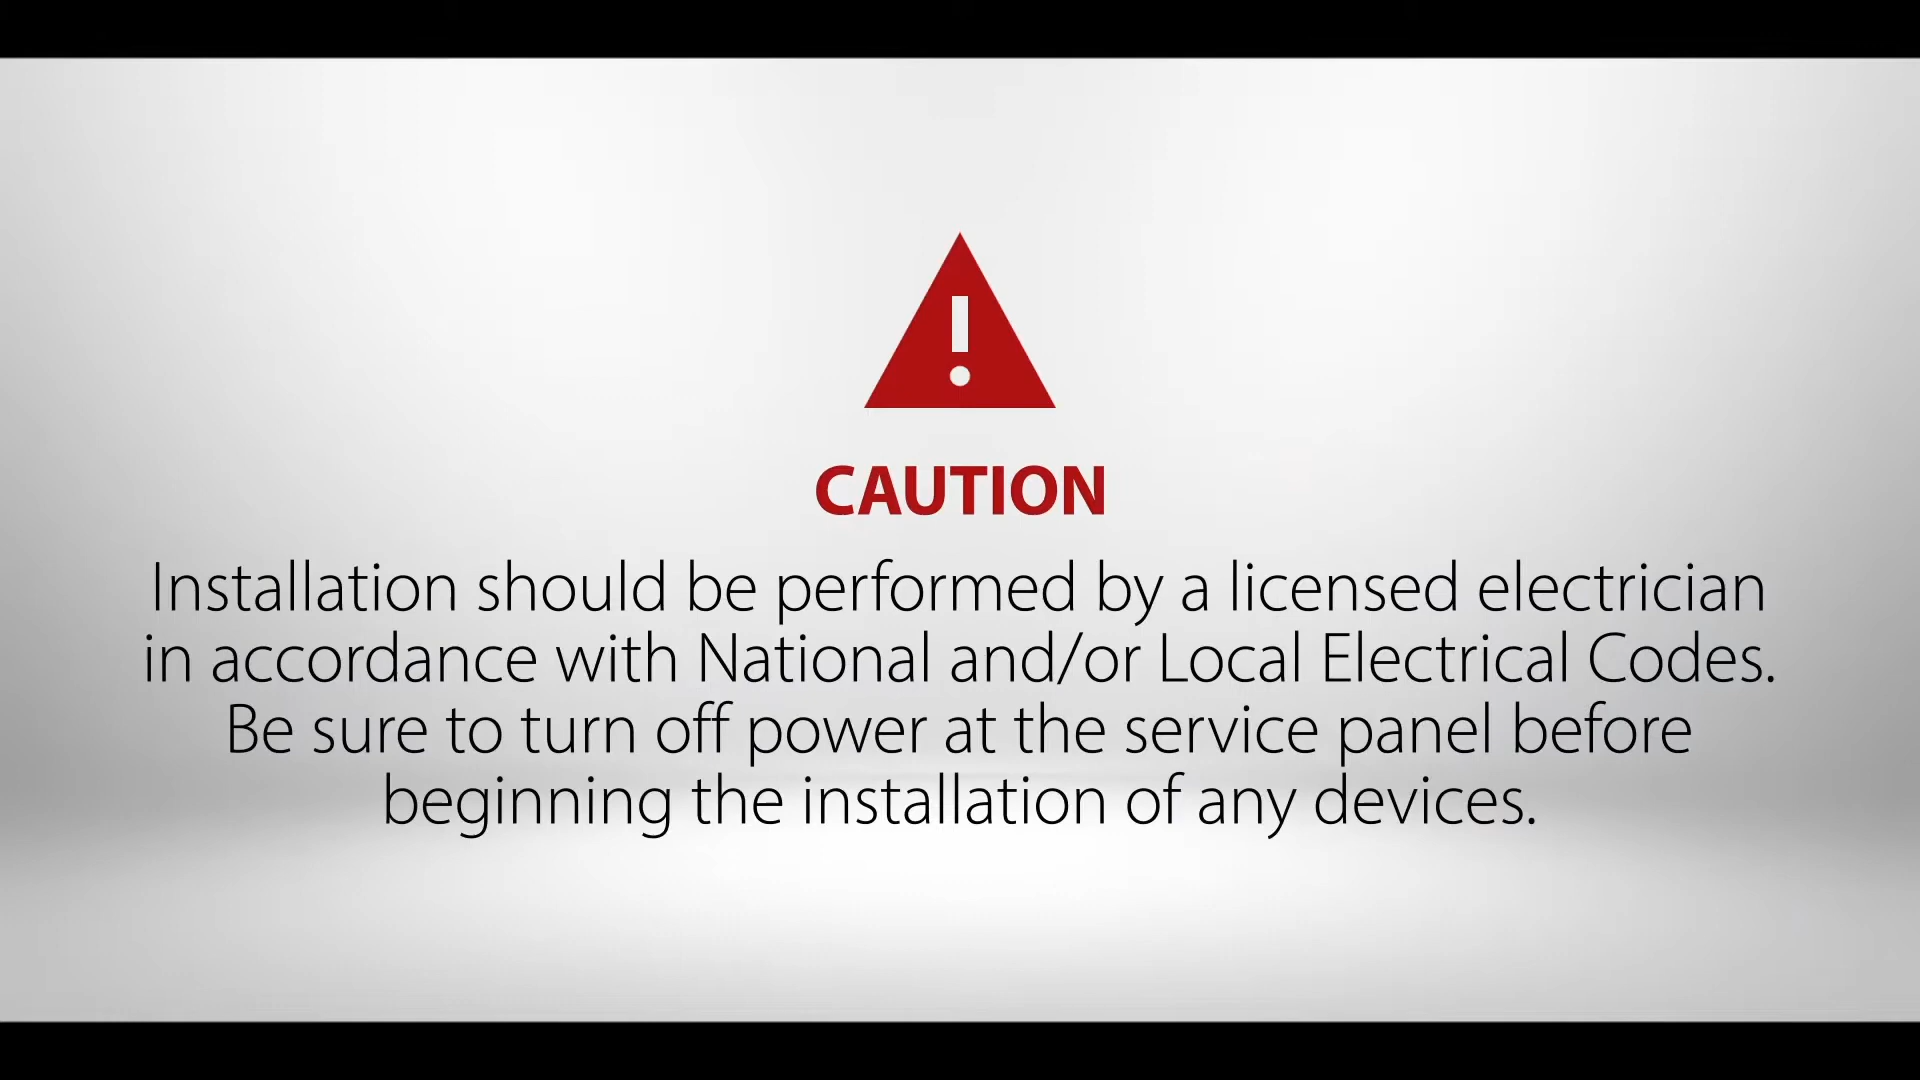 CAUTION
Installation should be performed by a licensed electrician
in accordance with National and/or Local Electrical Codes.
Be sure to turn off power at the service panel before
beginning the installation of any devices.